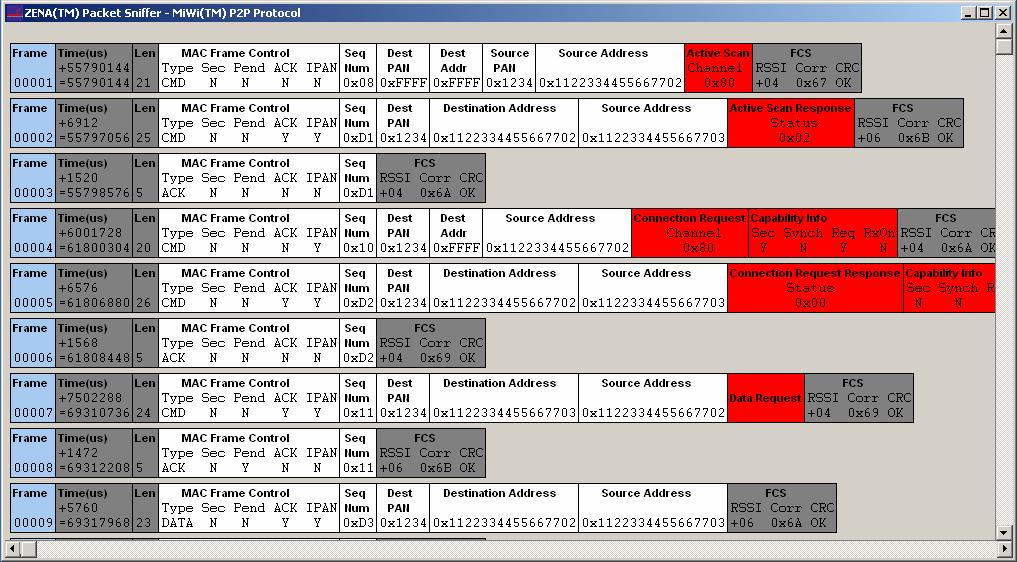 ZENA(TM) Packet Sniffer - MiWi(TM) P2P Protocol
Frame Time(us) Len MAC Frame Control Seq Dest Dest Source Source Address Active Scan FCS
+55790144 Type Sec Pend ACK IPAN Num PAN Addr PAN Channel RSSI Corr CRC
00001 =55790144 21 CMD N N N N 0x08 0xFFFF 0xFFFF 0x1234 0x1122334455667702 0x80 +04 0x67 OK
Frame Time(us) Len MAC Frame Control Seq Dest Destination Address Source Address Active Scan Response FCS
+6912 Type Sec Pend ACK IPAN Num PAN Status RSSI Corr CRC
00002 =55797056 25 CMD N N Y Y 0xD1 0x1234 0x1122334455667702 0x1122334455667703 0x02 +06 0x6B OK
Frame Time(us) Len MAC Frame Control Seq FCS
+1520 Type Sec Pend ACK IPAN Num RSSI Corr CRC
00003 =55798576 5 ACK N N N N 0xD1 +04 0x6A OK
Frame Time(us) Len MAC Frame Control Seq Dest Dest Source Address Connection Request Capability Info FCS
+6001728 Type Sec Pend ACK IPAN Num PAN Addr Channel Sec Synch Req RxOn RSSI Corr CRC
00004 =61800304 20 CMD N N N Y 0x10 0x1234 0xFFFF 0x1122334455667702 0x80 Y N Y N +04 0x6A OK
Frame Time(us) Len MAC Frame Control Seq Dest Destination Address Source Address Connection Request Response Capability Info
+6576 Type Sec Pend ACK IPAN Num PAN Status Sec Synch R
00005 =61806880 26 CMD N N Y Y 0xD2 0x1234 0x1122334455667702 0x1122334455667703 0x00 N N
Frame Time(us) Len MAC Frame Control Seq FCS
+1568 Type Sec Pend ACK IPAN Num RSSI Corr CRC
00006 =61808448 5 ACK N N N N 0xD2 +04 0x69 OK
Frame Time(us) Len MAC Frame Control Seq Dest Destination Address Source Address Data Request FCS
+7502288 Type Sec Pend ACK IPAN Num PAN RSSI Corr CRC
00007 =69310736 24 CMD N N Y Y 0x11 0x1234 0x1122334455667703 0x1122334455667702 +04 0x69 OK
Frame Time(us) Len MAC Frame Control Seq FCS
+1472 Type Sec Pend ACK IPAN Num RSSI Corr CRC
00008 =69312208 5 ACK N Y N N 0x11 +06 0x6B OK
Frame Time(us) Len MAC Frame Control Seq Dest Destination Address Source Address FCS
+5760 Type Sec Pend ACK IPAN Num PAN RSSI Corr CRC
00009 =69317968 23 DATA N N Y Y 0xD3 0x1234 0x1122334455667702 0x1122334455667703 +06 0x6A OK